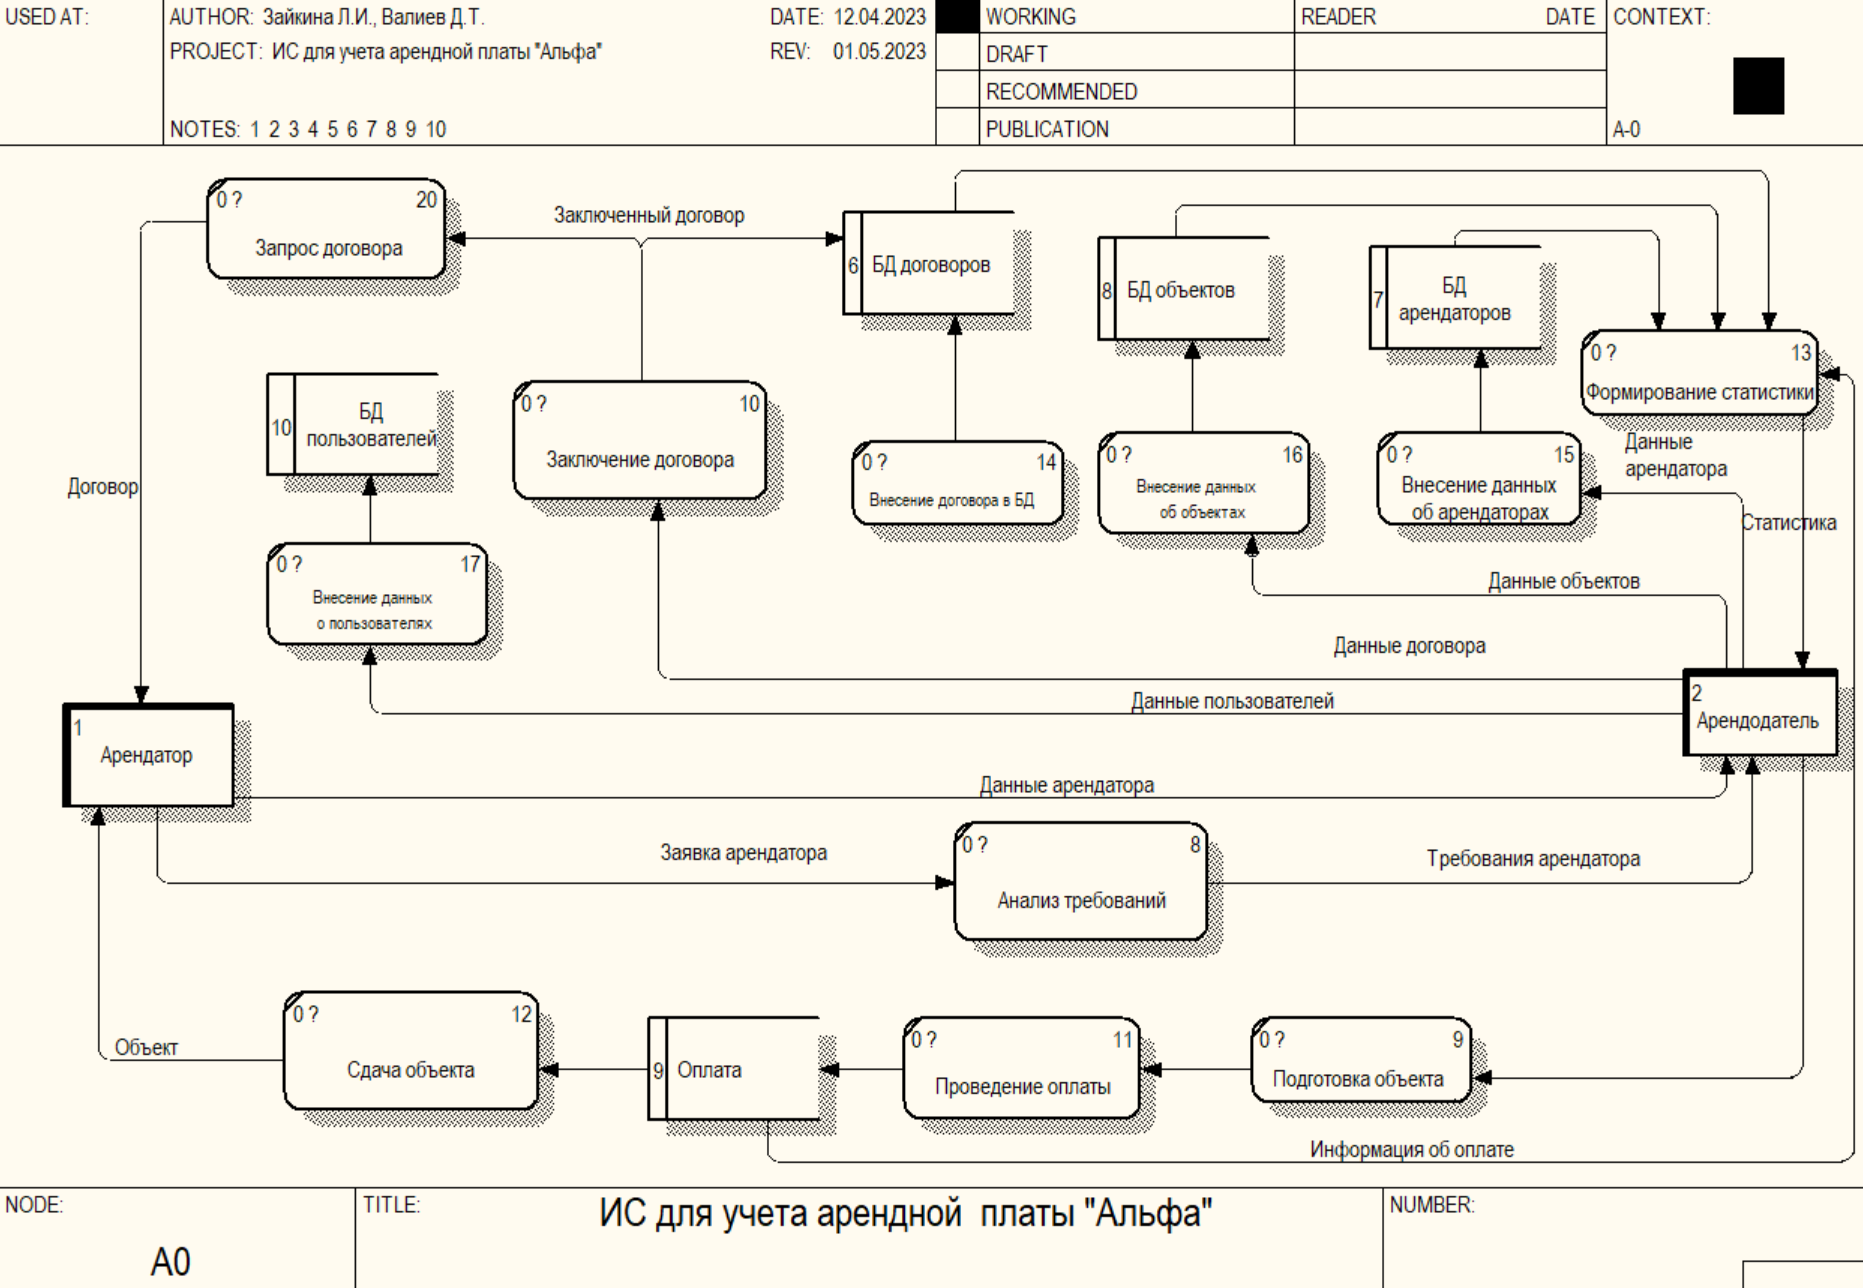 USED AT:
AUTHOR: Зайкина Л.И., Валиев Д.Т.
DATE: 12.04.2023
WORKING
READER
DATE
CONTEXT:
PROJECT: ИС для учета арендной платы "Альфа"
REV: 01.05.2023
DRAFT
RECOMMENDED
NOTES: 1 2 3 4 5 6 7 8 9 10
PUBLICATION
A-0
0 ?
20
Запрос договора
Заключенный договор
6
БД договоров
8
БД объектов
7
БД
арендаторов
0 ?
13
Формирование статистики
10
БД
пользователей
0 ?
10
Заключение договора
0 ?
14
Внесение договора в БД
0 ?
16
Внесение данных
об объектах
0 ?
15
Внесение данных
об арендаторах
Данные
арендатора
Статистика
Договор
0 ?
17
Внесение данных
о пользователях
Данные объектов
Данные договора
Данные пользователей
1
Арендатор
2
Арендодатель
Данные арендатора
Заявка арендатора
0 ?
8
Анализ требований
Требования арендатора
Объект
0 ?
12
Сдача объекта
9
Оплата
0 ?
11
Проведение оплаты
0 ?
9
Подготовка объекта
Информация об оплате
NODE:
TITLE:
ИС для учета арендной платы "Альфа"
NUMBER:
A0